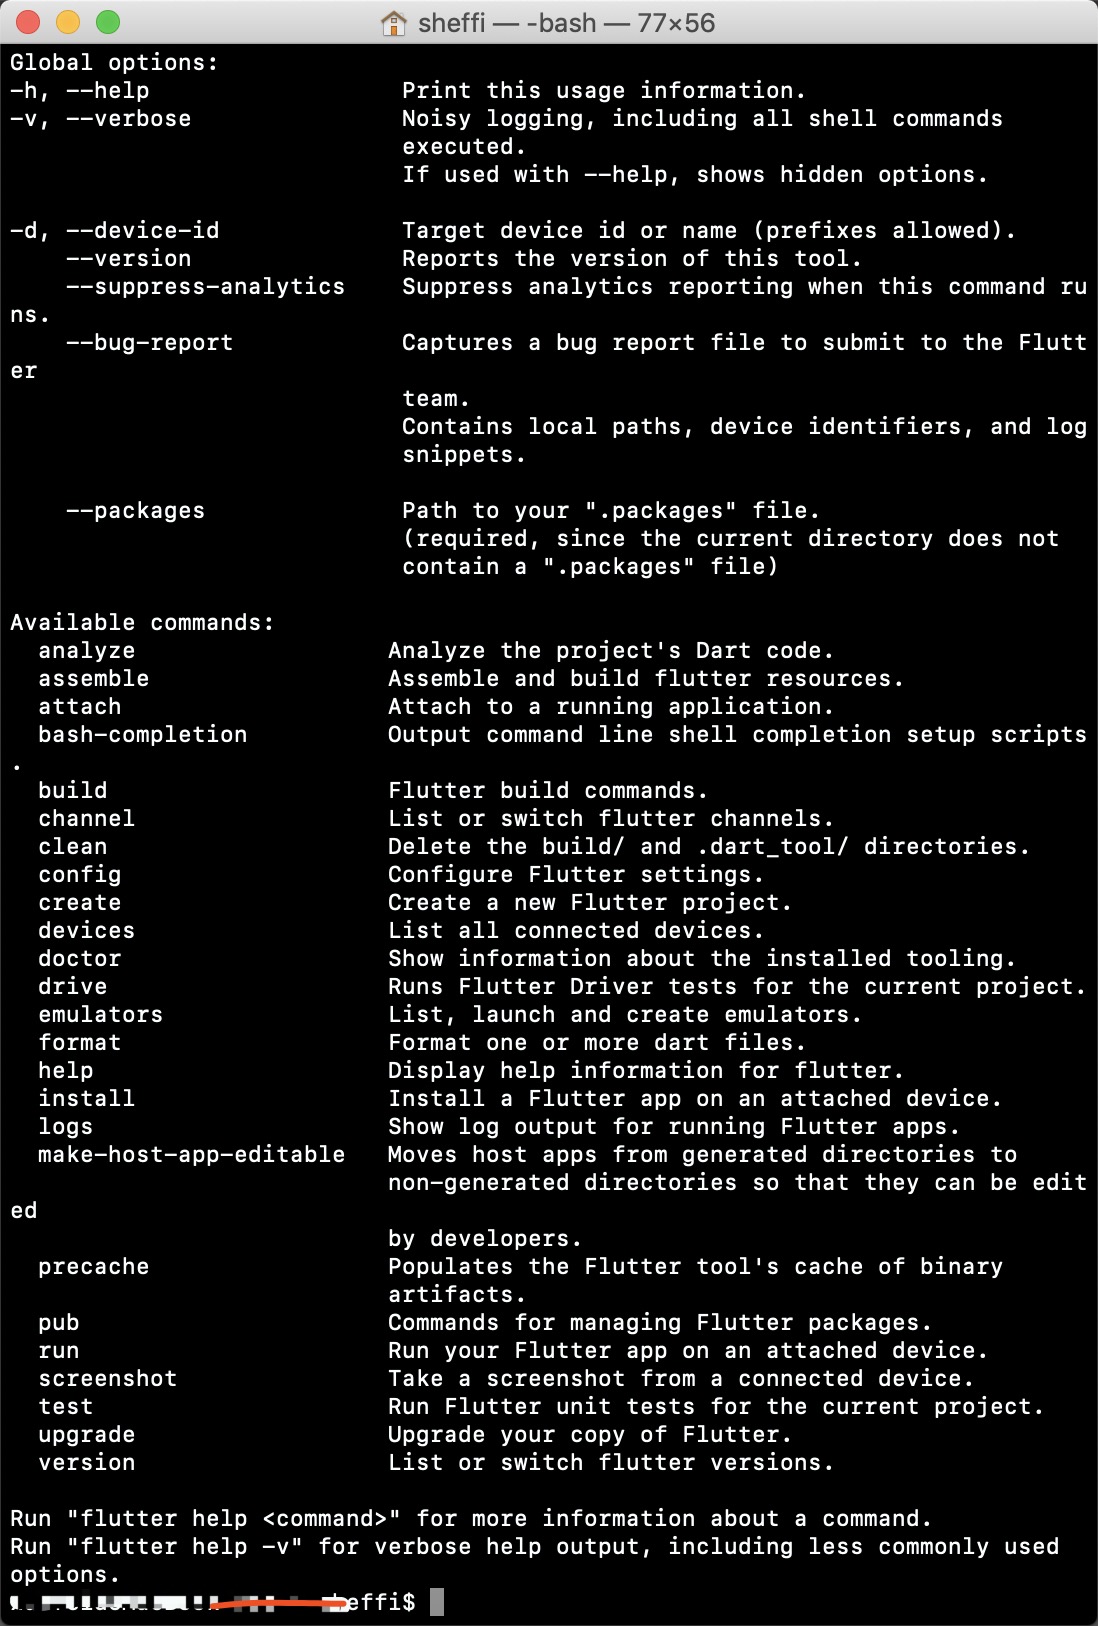 sheffi — -bash — 77×56
Global options:
-h, --help                  Print this usage information.
-v, --verbose               Noisy logging, including all shell commands
                            executed.
                            If used with --help, shows hidden options.
-d, --device-id             Target device id or name (prefixes allowed).
    --version               Reports the version of this tool.
    --suppress-analytics    Suppress analytics reporting when this command ru
ns.
    --bug-report            Captures a bug report file to submit to the Flutt
er
                            team.
                            Contains local paths, device identifiers, and log
                            snippets.
    --packages              Path to your ".packages" file.
                            (required, since the current directory does not
                            contain a ".packages" file)
Available commands:
  analyze                  Analyze the project's Dart code.
  assemble                 Assemble and build flutter resources.
  attach                   Attach to a running application.
  bash-completion          Output command line shell completion setup scripts
.
  build                    Flutter build commands.
  channel                  List or switch flutter channels.
  clean                    Delete the build/ and .dart_tool/ directories.
  config                   Configure Flutter settings.
  create                   Create a new Flutter project.
  devices                  List all connected devices.
  doctor                   Show information about the installed tooling.
  drive                    Runs Flutter Driver tests for the current project.
  emulators                List, launch and create emulators.
  format                   Format one or more dart files.
  help                     Display help information for flutter.
  install                  Install a Flutter app on an attached device.
  logs                     Show log output for running Flutter apps.
  make-host-app-editable   Moves host apps from generated directories to
                           non-generated directories so that they can be edit
ed
                           by developers.
  precache                 Populates the Flutter tool's cache of binary
                           artifacts.
  pub                      Commands for managing Flutter packages.
  run                      Run your Flutter app on an attached device.
  screenshot               Take a screenshot from a connected device.
  test                     Run Flutter unit tests for the current project.
  upgrade                  Upgrade your copy of Flutter.
  version                  List or switch flutter versions.
Run "flutter help <command>" for more information about a command.
Run "flutter help -v" for verbose help output, including less commonly used
options.
effi$